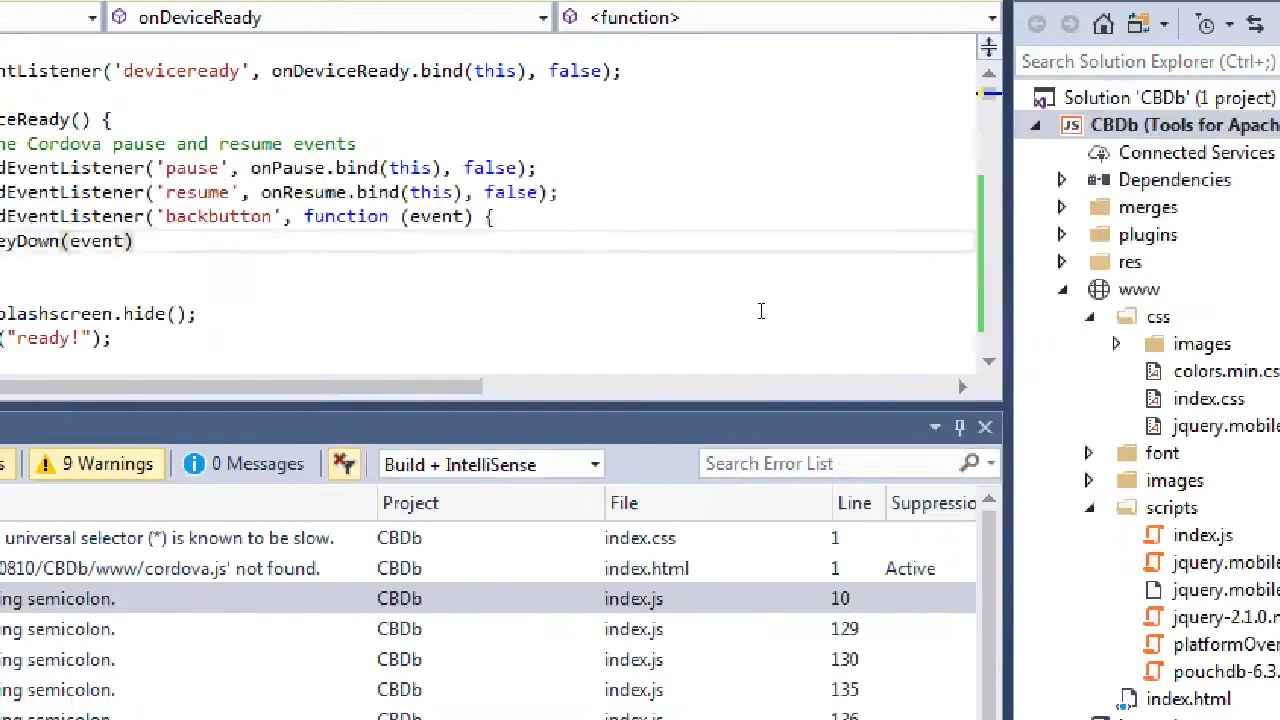 onDeviceReady
<function>
ntListener('deviceready', onDeviceReady.bind(this), false);
ceReady() {
ne Cordova pause and resume events
dEventListener('pause', onPause.bind(this), false);
dEventListener('resume', onResume.bind(this), false);
dEventListener('backbutton', function (event) {
eyDown(event)
plashscreen.hide();
("ready!");
s
9 Warnings
0 Messages
Build + IntelliSense
Search Error List
Project
File
Line
Suppressio
universal selector (*) is known to be slow.
CBDb
index.css
1
0810/CBDb/www/cordova.js' not found.
CBDb
index.html
1
Active
ng semicolon.
CBDb
index.js
10
ng semicolon.
CBDb
index.js
129
ng semicolon.
CBDb
index.js
130
ng semicolon.
CBDb
index.js
135
Search Solution Explorer (Ctrl+;)
Solution 'CBDb' (1 project)
JS
CBDb (Tools for Apach
Connected Services
Dependencies
merges
plugins
res
www
css
images
colors.min.cs
index.css
jquery.mobile
font
images
scripts
index.js
jquery.mobile
jquery.mobile
jquery-2.1.0.n
platformOver
pouchdb-6.3.
index.html